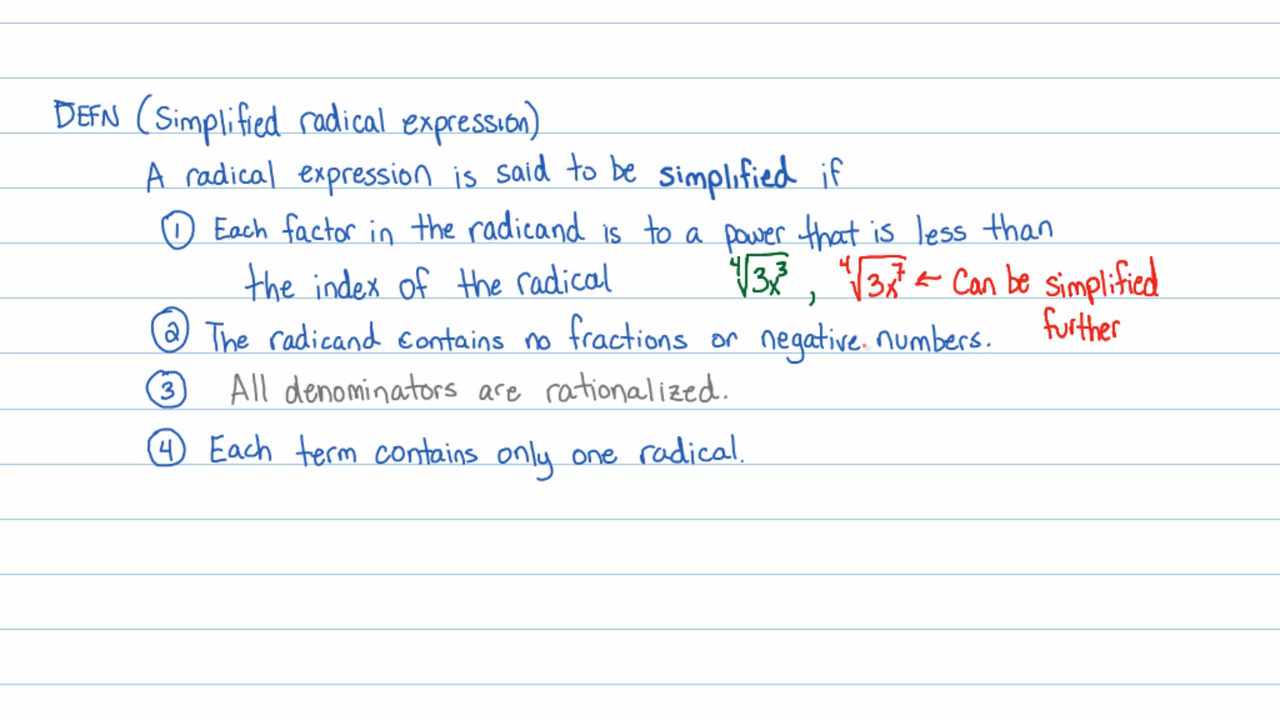 DEFN (Simplified radical expression)
A radical expression is said to be simplified if
① Each factor in the radicand is to a power that is less than
the index of the radical ∜3x³ , ∜3x⁷ ← Can be simplified
further
② The radicand contains no fractions or negative numbers.
③ All denominators are rationalized.
④ Each term contains only one radical.